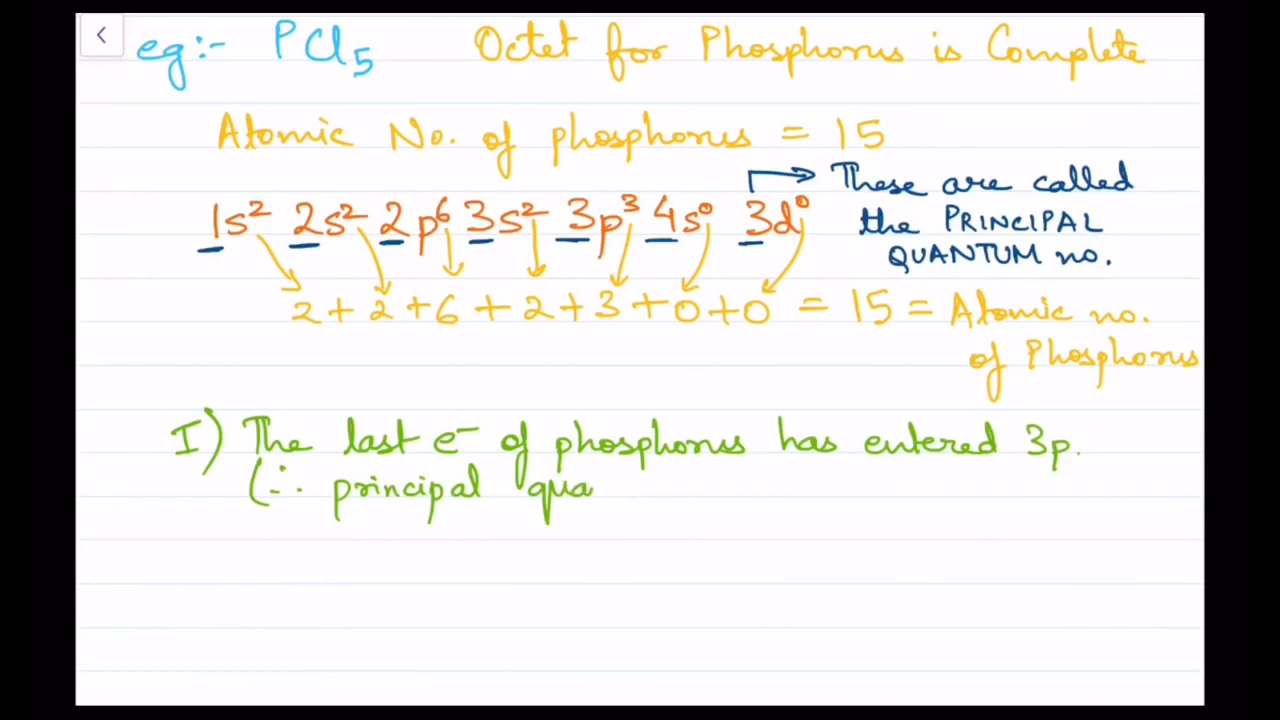 eg:- PCl₅ Octet for Phosphorus is Complete
Atomic No. of phosphorus = 15
1s² 2s² 2p⁶ 3s² 3p³ 4s⁰ 3d⁰ → These are called
the PRINCIPAL
QUANTUM no.
2+2+6+2+3+0+0 = 15 = Atomic no.
of Phosphorus
I) The last e⁻ of phosphorus has entered 3p.
(∴ principal qua